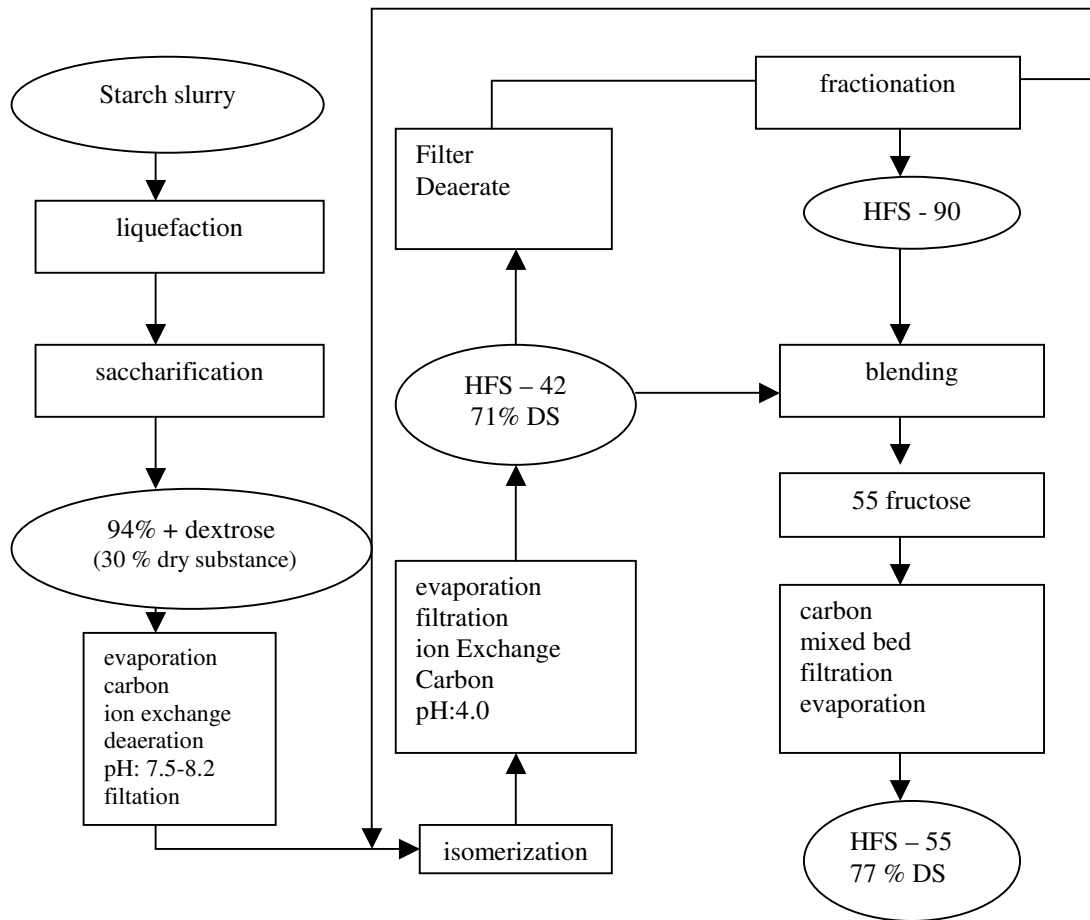 Starch slurry
liquefaction
saccharification
94% + dextrose
(30 % dry substance)
evaporation
carbon
ion exchange
deaeration
pH: 7.5-8.2
filtation
isomerization
evaporation
filtration
ion Exchange
Carbon
pH:4.0
HFS – 42
71% DS
Filter
Deaerate
fractionation
HFS - 90
blending
55 fructose
carbon
mixed bed
filtration
evaporation
HFS – 55
77 % DS